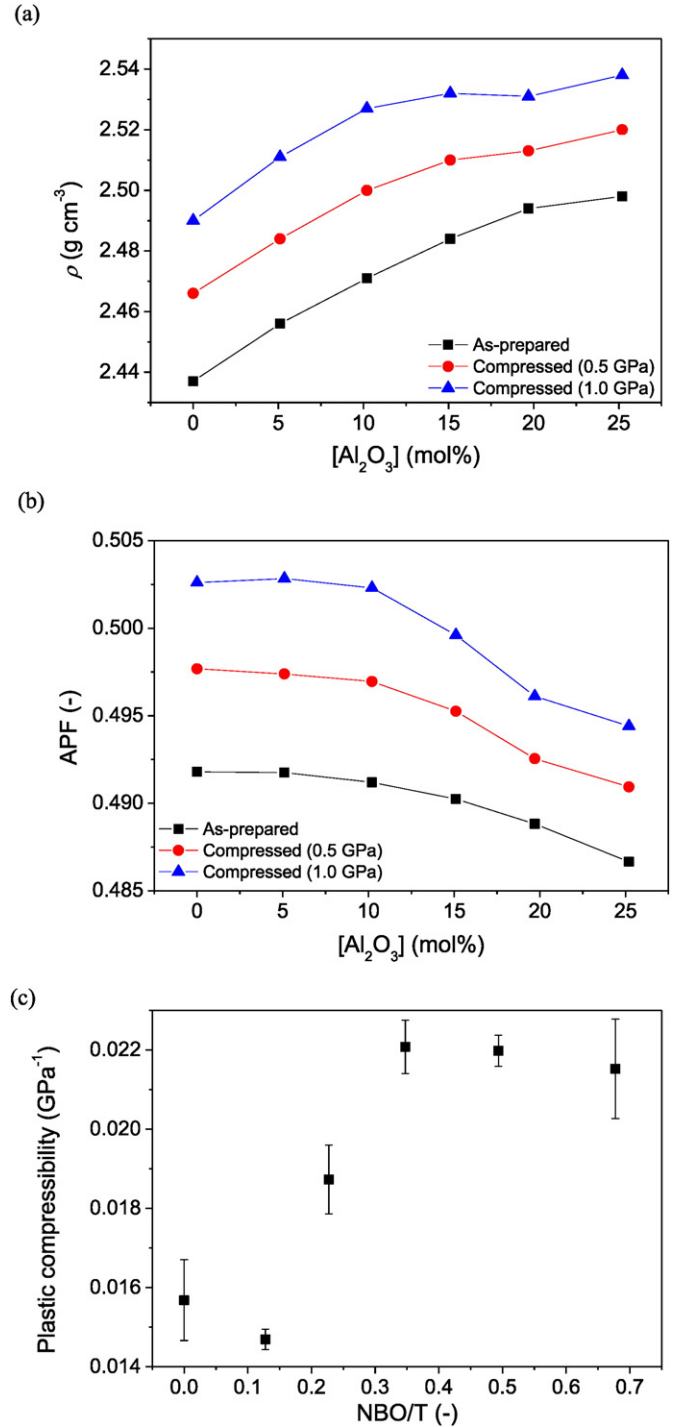 (a)
2.54
2.52
2.50
2.48
2.46
2.44
ρ (g cm⁻³)
As-prepared
Compressed (0.5 GPa)
Compressed (1.0 GPa)
0 5 10 15 20 25
[Al₂O₃] (mol%)
(b)
0.505
0.500
0.495
0.490
0.485
APF (-)
As-prepared
Compressed (0.5 GPa)
Compressed (1.0 GPa)
0 5 10 15 20 25
[Al₂O₃] (mol%)
(c)
0.022
0.020
0.018
0.016
0.014
Plastic compressibility (GPa⁻¹)
0.0 0.1 0.2 0.3 0.4 0.5 0.6 0.7
NBO/T (-)